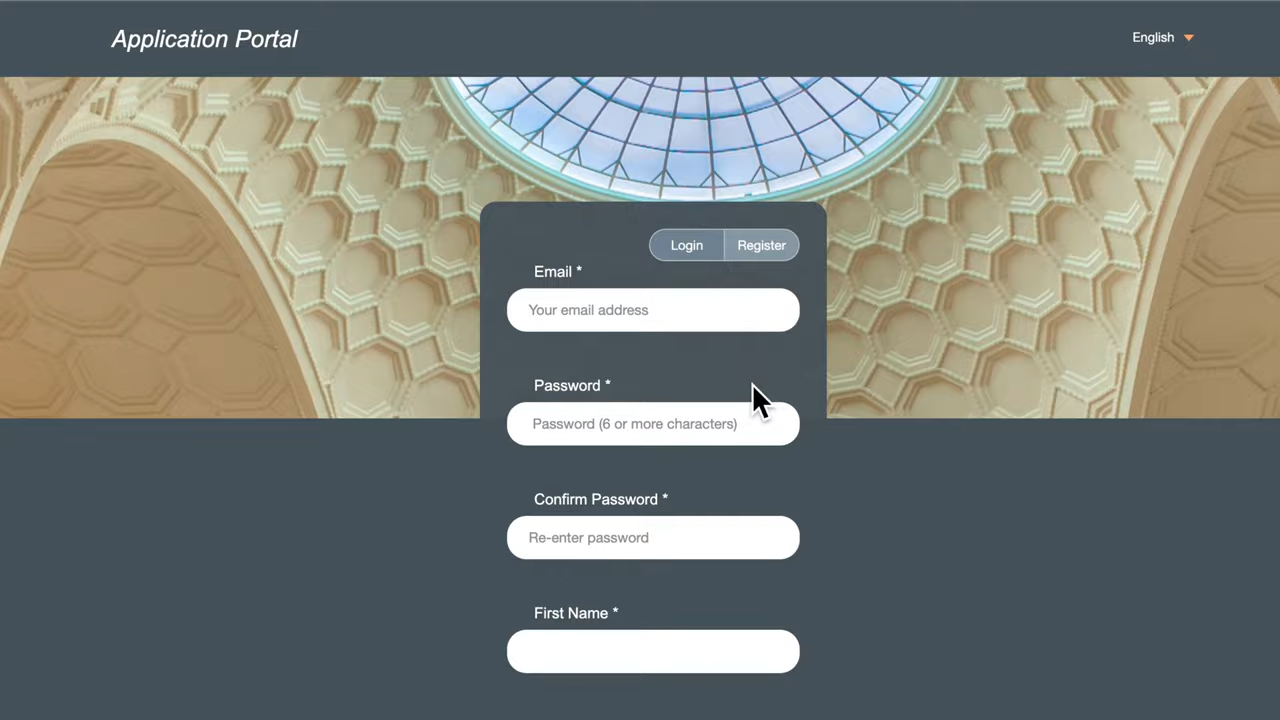 Application Portal
English
Login
Register
Email *
Your email address
Password *
Password (6 or more characters)
Confirm Password *
Re-enter password
First Name *